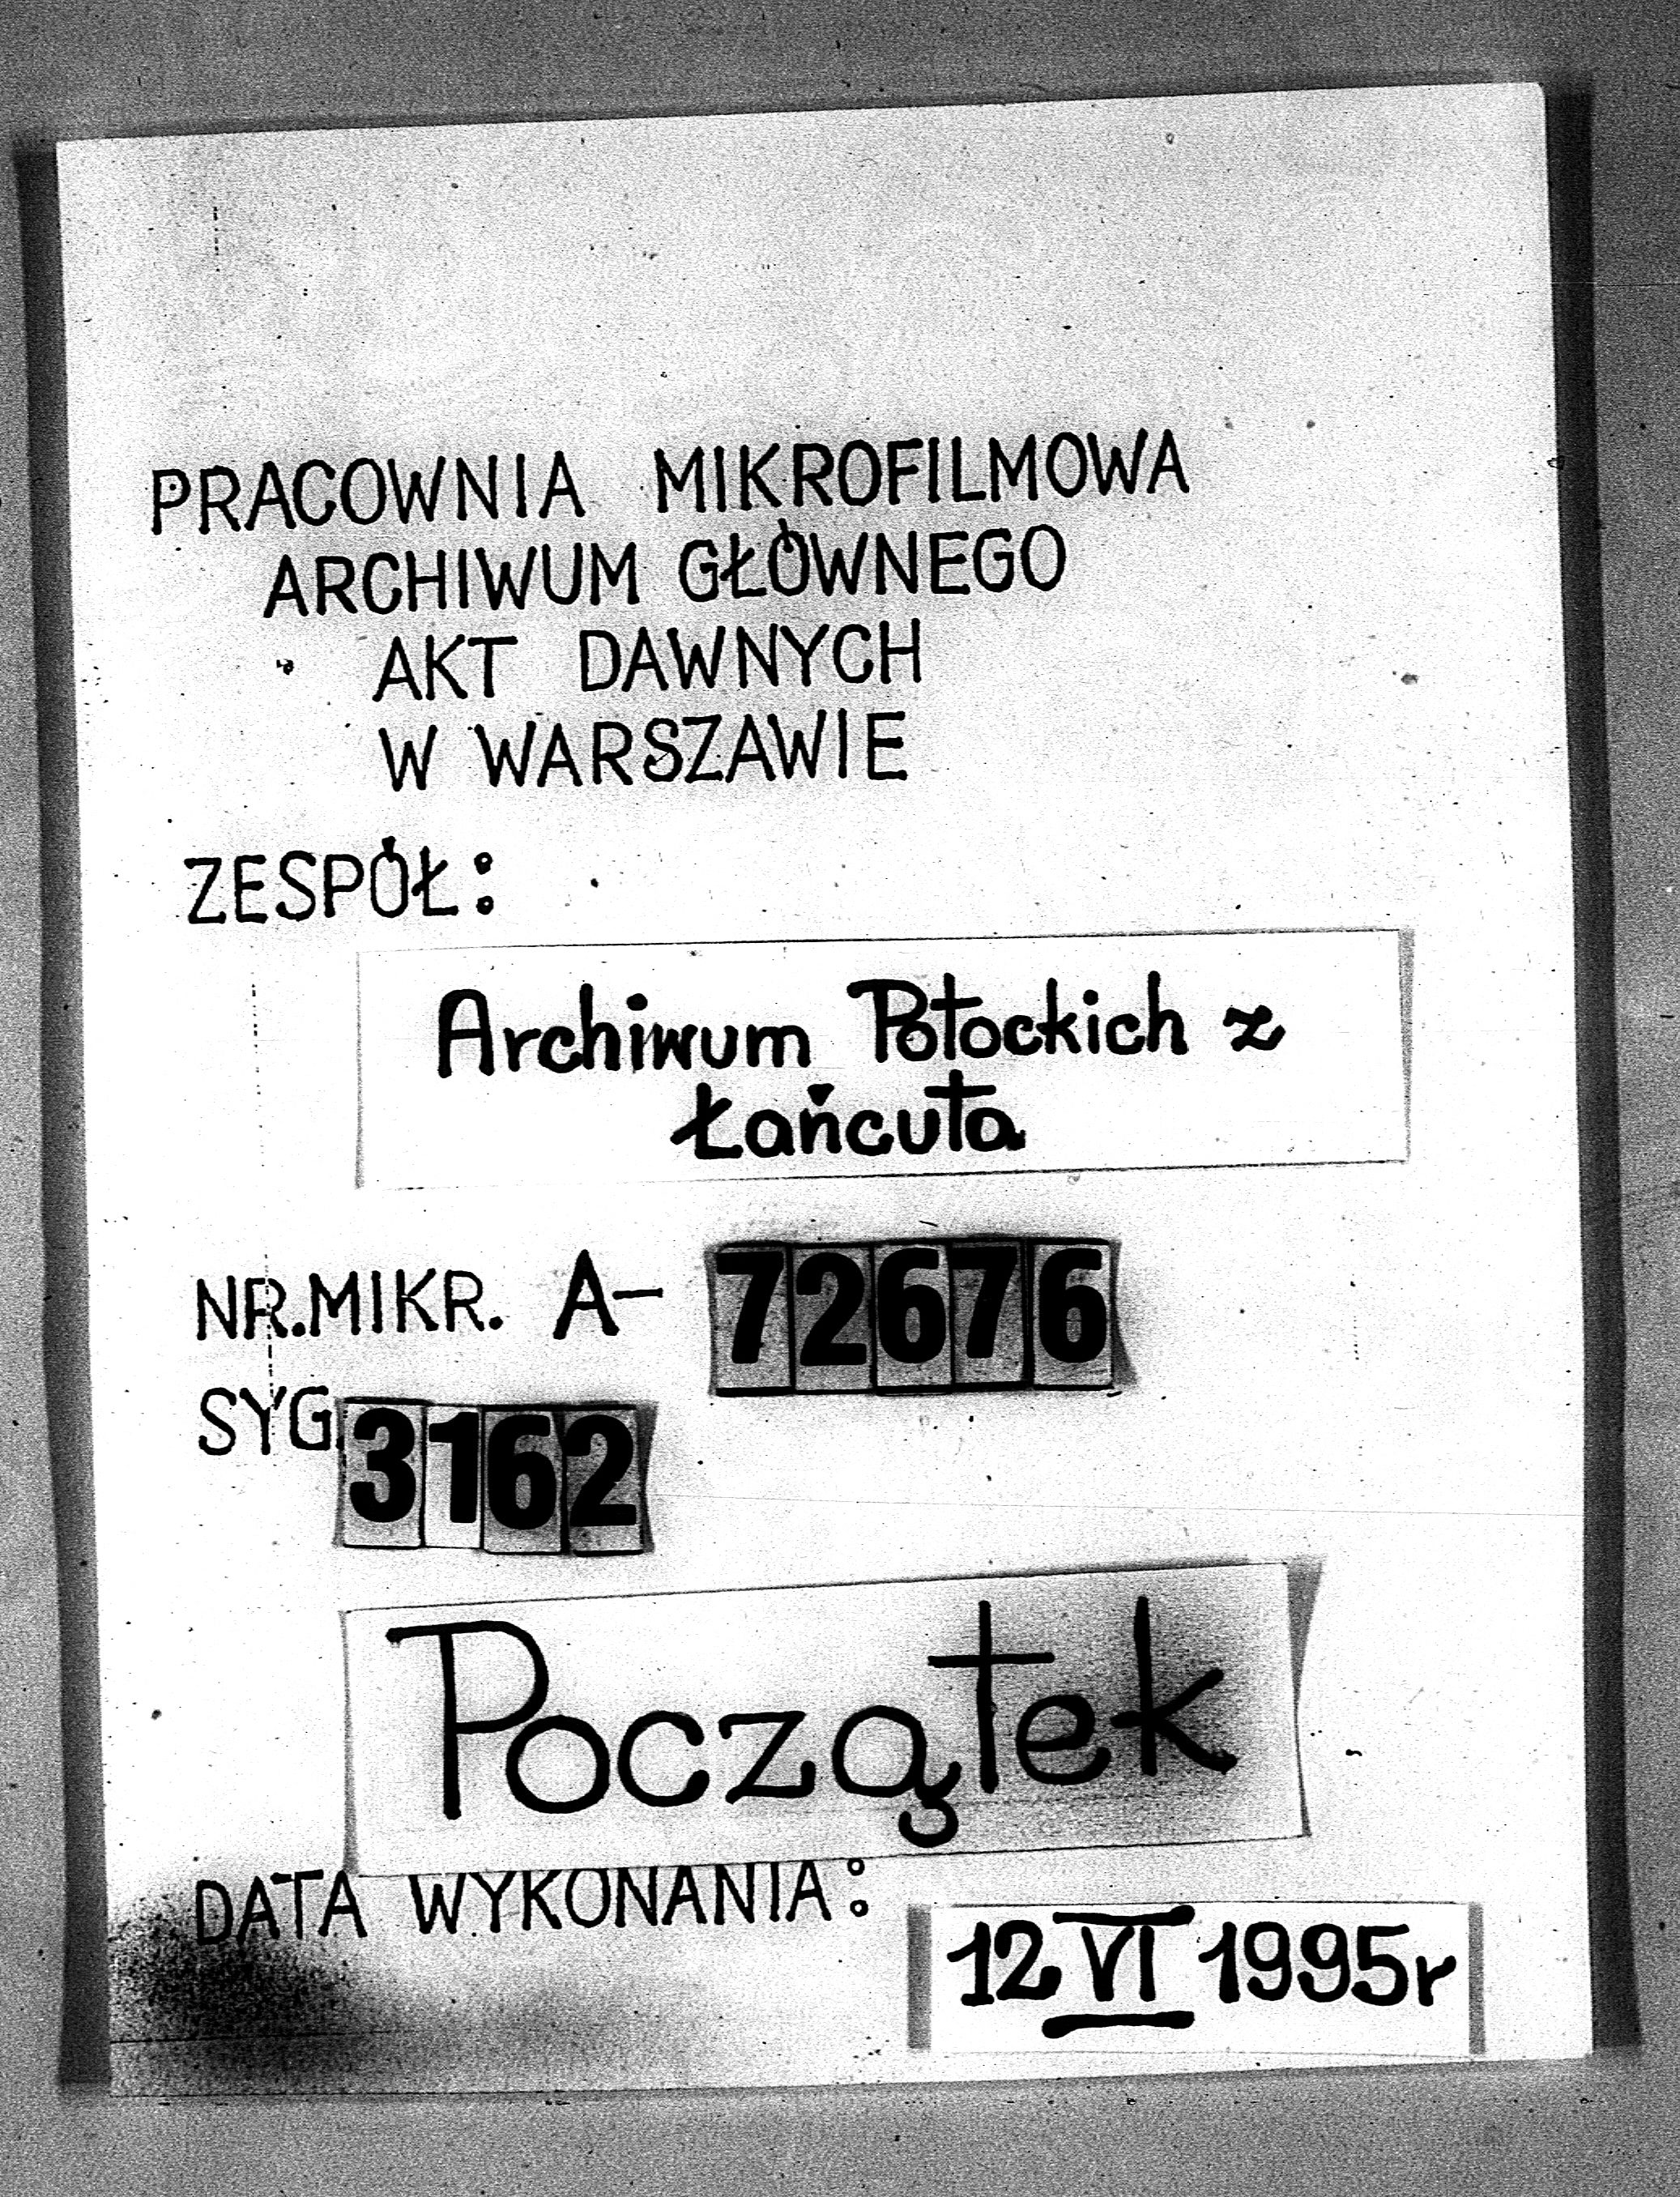 PRACOWNIA MIKROFILMOWA
ARCHIWUM GŁÓWNEGO
AKT DAWNYCH
W WARSZAWIE
ZESPÓŁ:
Archiwum Potockich z
Łańcuta
NR.MIKR. A- 72676
SYG. 3162
Początek
DATA WYKONANIA:
12 VI 1995r